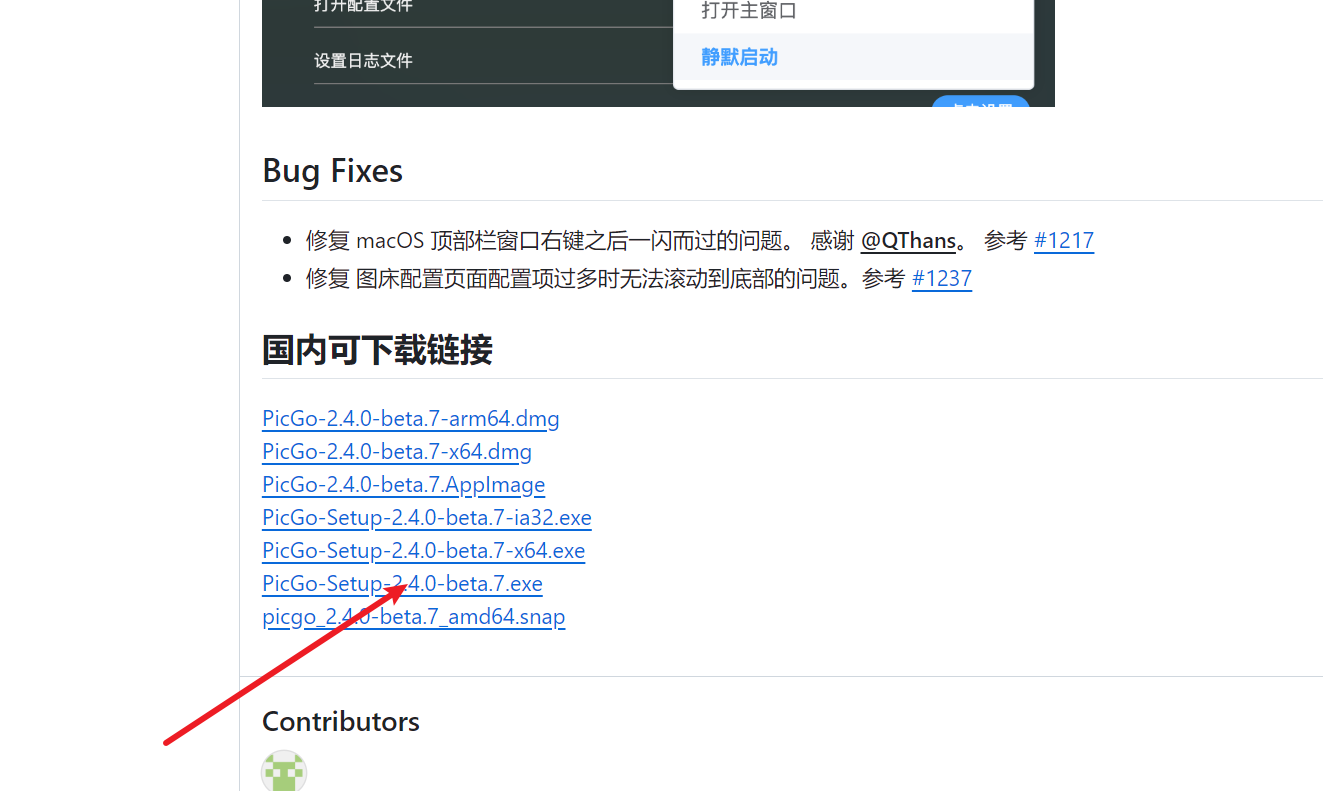 打开配置文件
打开主窗口
设置日志文件
静默启动
Bug Fixes
修复 macOS 顶部栏窗口右键之后一闪而过的问题。 感谢 @QThans。 参考 #1217
修复 图床配置页面配置项过多时无法滚动到底部的问题。参考 #1237
国内可下载链接
PicGo-2.4.0-beta.7-arm64.dmg
PicGo-2.4.0-beta.7-x64.dmg
PicGo-2.4.0-beta.7.AppImage
PicGo-Setup-2.4.0-beta.7-ia32.exe
PicGo-Setup-2.4.0-beta.7-x64.exe
PicGo-Setup-2.4.0-beta.7.exe
picgo_2.4.0-beta.7_amd64.snap
Contributors